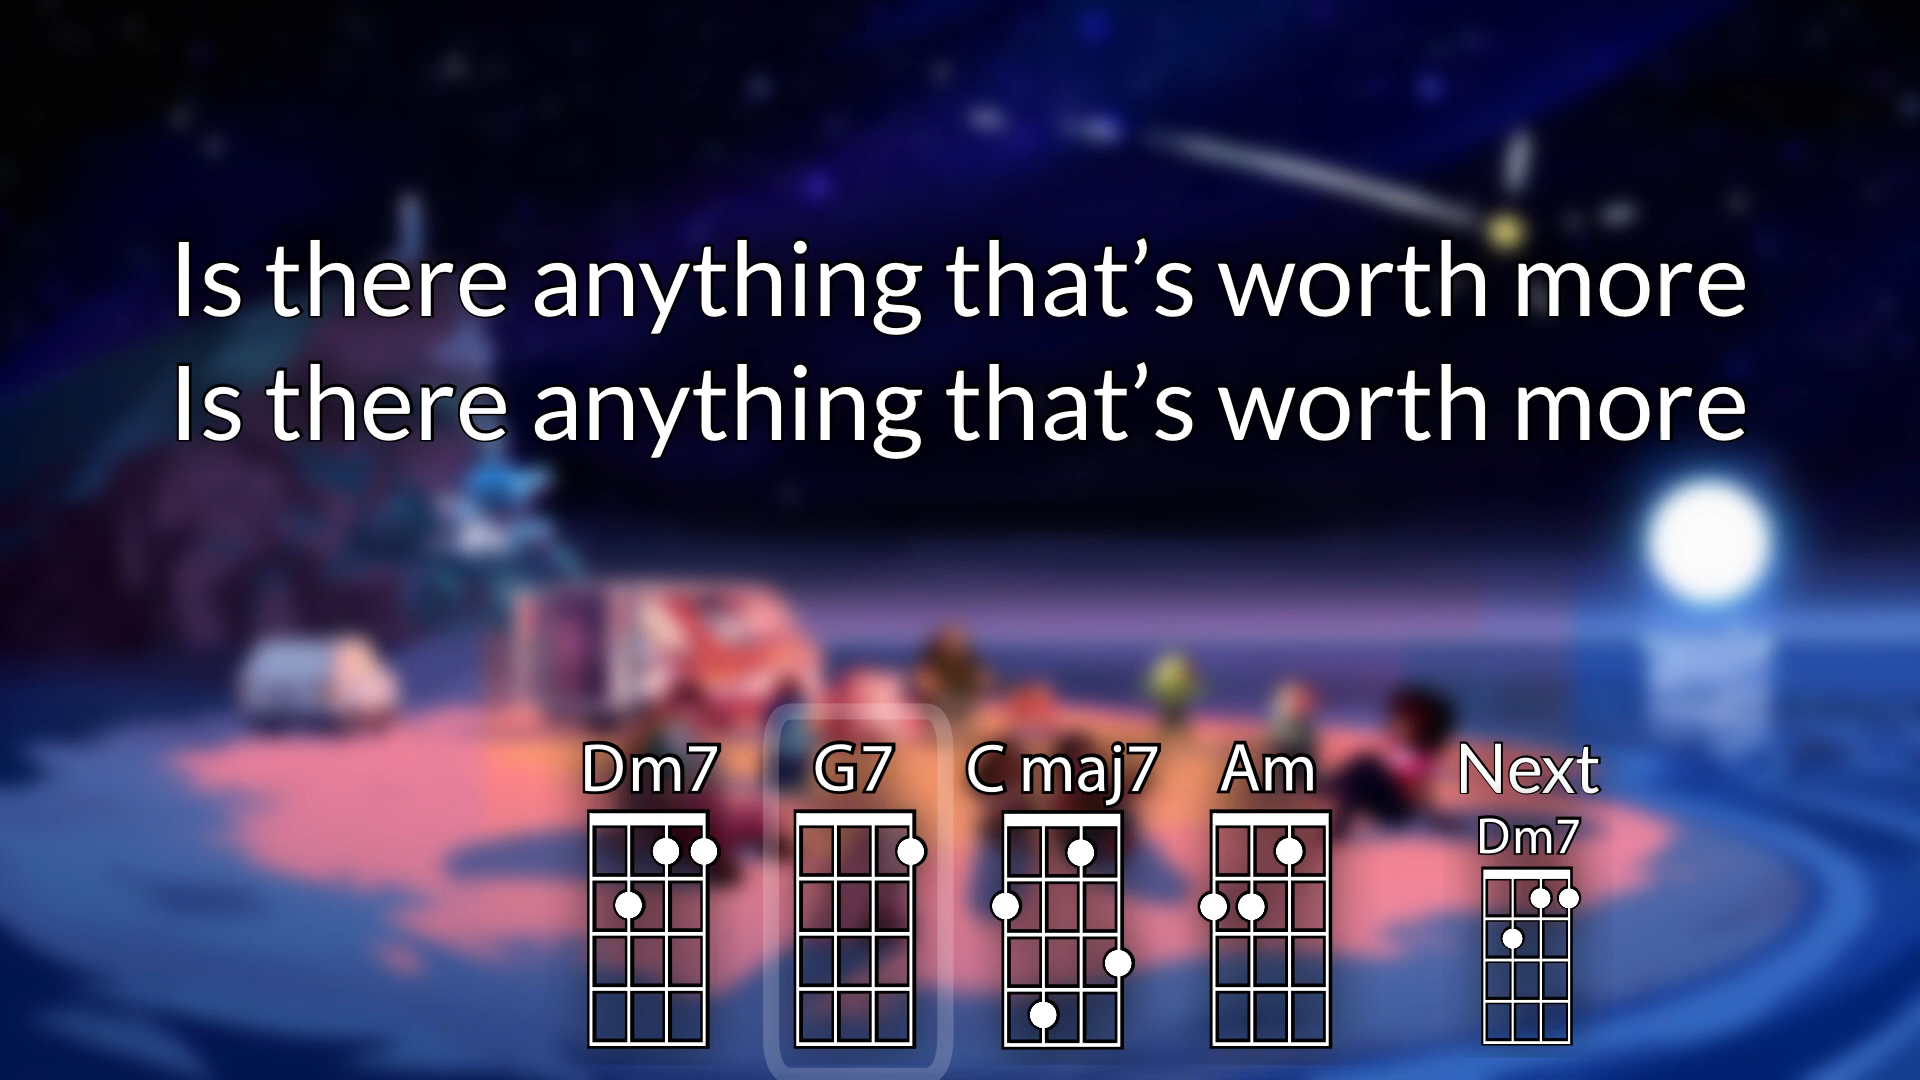 Is there anything that’s worth more
Is there anything that’s worth more
Dm7 G7 C maj7 Am Next
Dm7